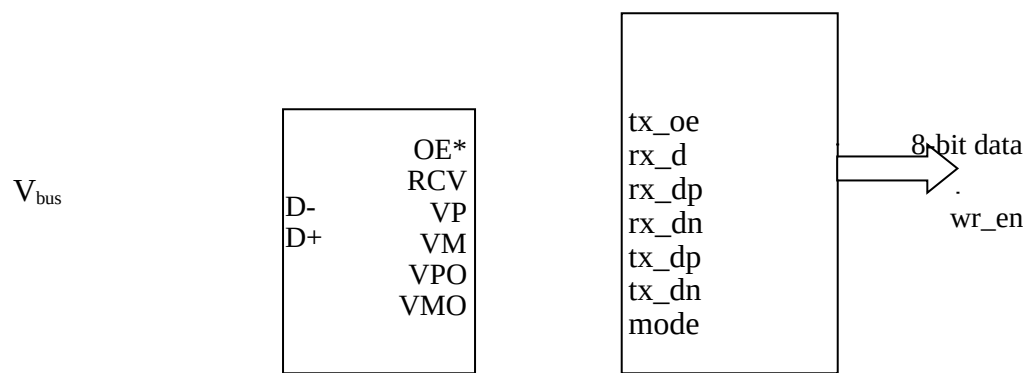 V_bus
D-
D+
OE*
RCV
VP
VM
VPO
VMO
tx_oe
rx_d
rx_dp
rx_dn
tx_dp
tx_dn
mode
8-bit data
wr_en